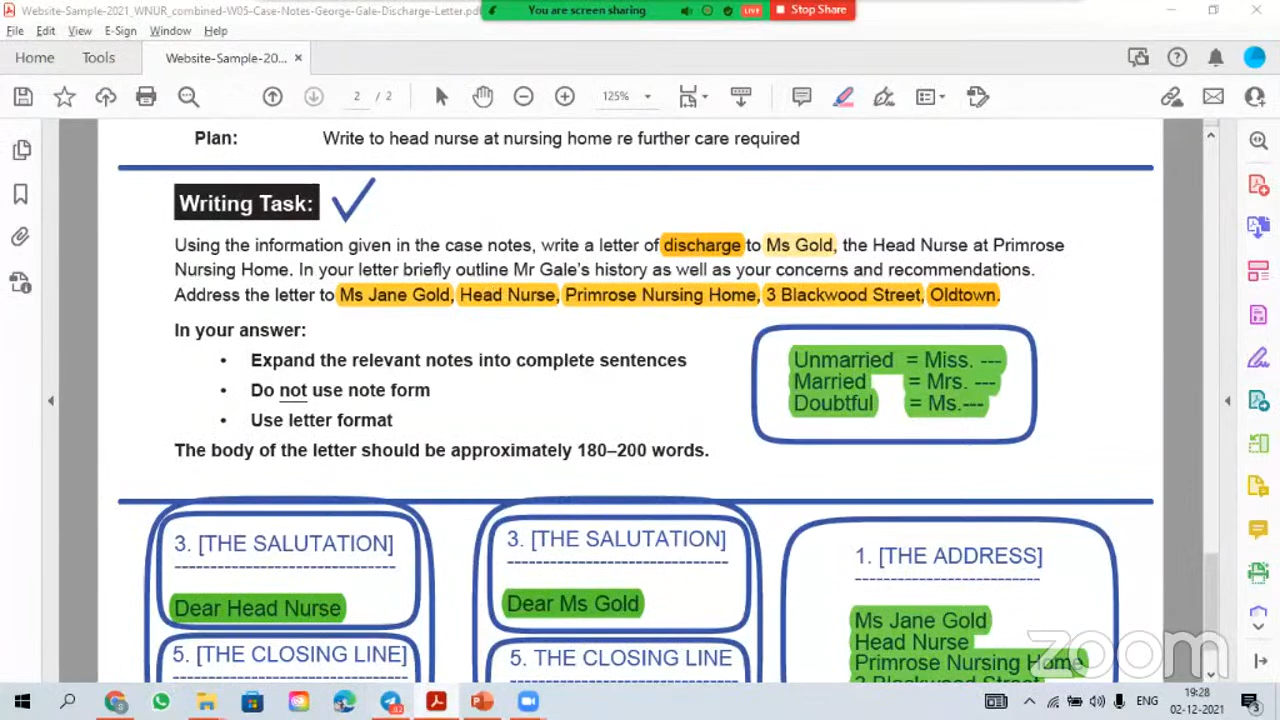 Website-Sample-2021_WNUR_combined-W05-Case-Notes-George-Gale-Discharge-Letter.pdf
You are screen sharing
LIVE
Stop Share
File Edit View E-Sign Window Help
Home Tools Website-Sample-20... ×
2 / 2 125%
Plan: Write to head nurse at nursing home re further care required
Writing Task:
Using the information given in the case notes, write a letter of discharge to Ms Gold, the Head Nurse at Primrose
Nursing Home. In your letter briefly outline Mr Gale's history as well as your concerns and recommendations.
Address the letter to Ms Jane Gold, Head Nurse, Primrose Nursing Home, 3 Blackwood Street, Oldtown.
In your answer:
• Expand the relevant notes into complete sentences
• Do not use note form
• Use letter format
The body of the letter should be approximately 180–200 words.
Unmarried = Miss. ---
Married = Mrs. ---
Doubtful = Ms.---
3. [THE SALUTATION]
-------------------------------
Dear Head Nurse
5. [THE CLOSING LINE]
3. [THE SALUTATION]
-------------------------------
Dear Ms Gold
5. THE CLOSING LINE
1. [THE ADDRESS]
--------------------------
Ms Jane Gold
Head Nurse
Primrose Nursing Home
3 Blackwood Street
zoom
ENG
19:28
02-12-2021